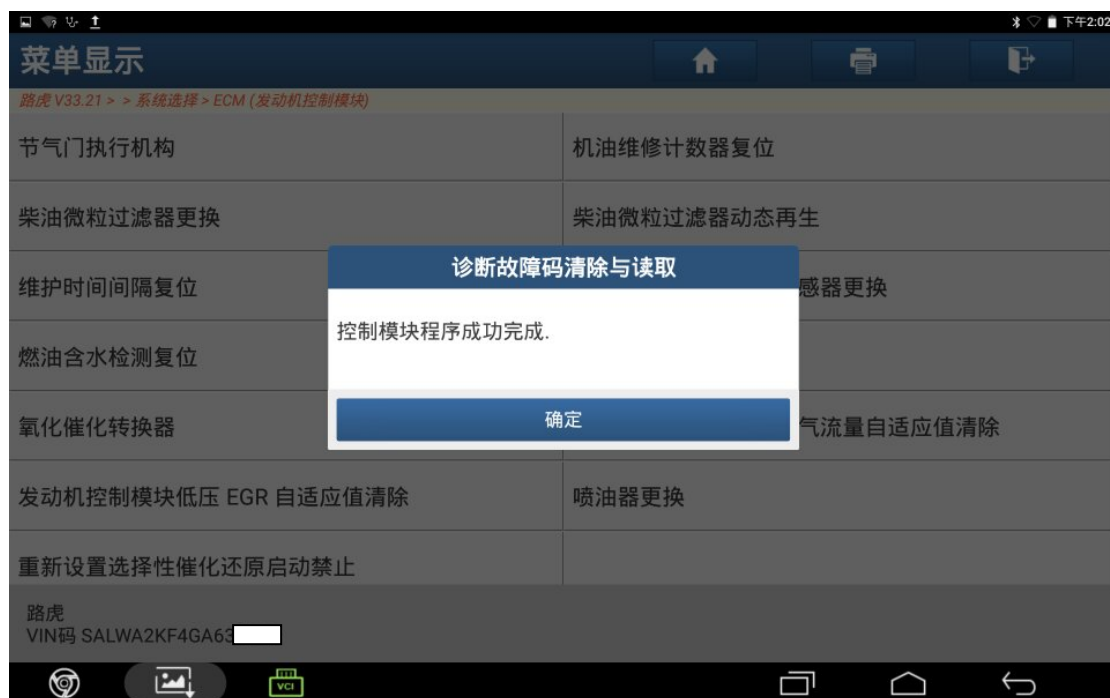 下午2:02
菜单显示
路虎 V33.21 > > 系统选择 > ECM (发动机控制模块)
节气门执行机构
机油维修计数器复位
柴油微粒过滤器更换
柴油微粒过滤器动态再生
诊断故障码清除与读取
维护时间间隔复位
感器更换
控制模块程序成功完成.
燃油含水检测复位
确定
氧化催化转换器
气流量自适应值清除
发动机控制模块低压 EGR 自适应值清除
喷油器更换
重新设置选择性催化还原启动禁止
路虎
VIN码 SALWA2KF4GA63
VCI